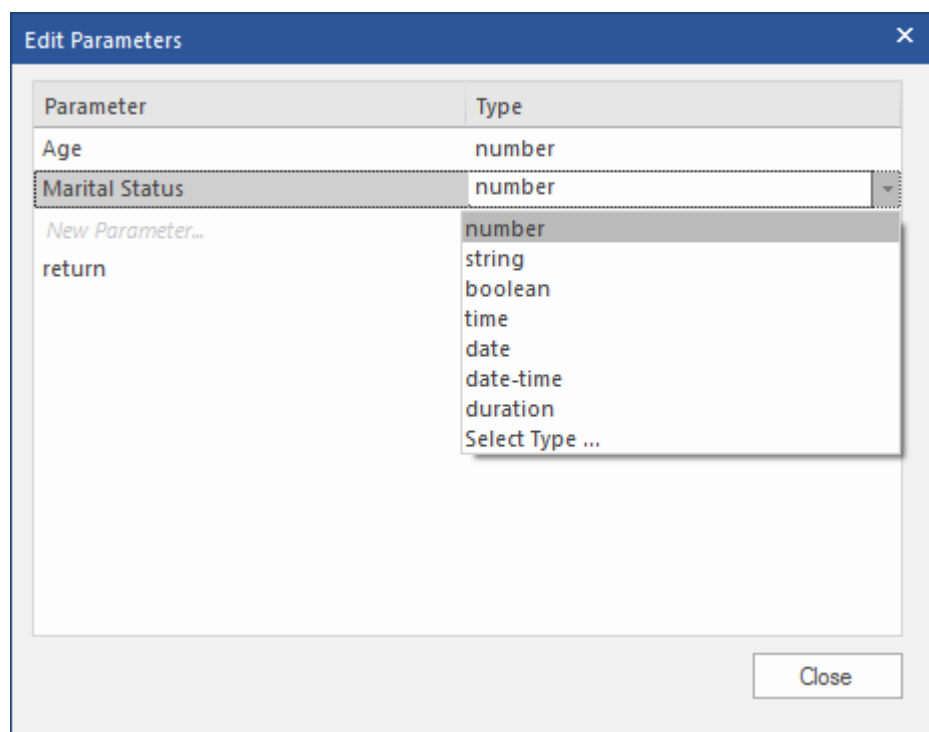 Edit Parameters
Parameter Type
Age number
Marital Status number
New Parameter... number
return string
boolean
time
date
date-time
duration
Select Type ...
Close